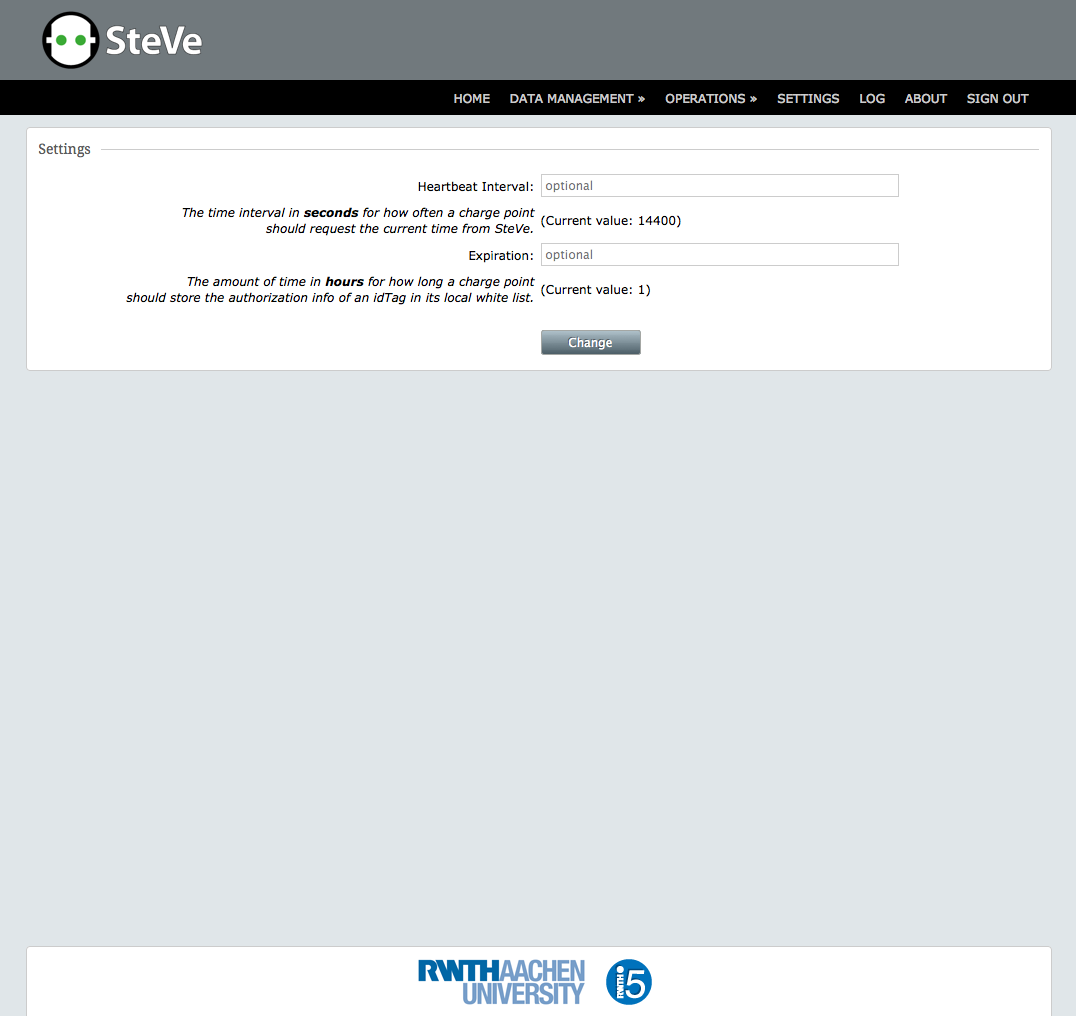 SteVe
HOME DATA MANAGEMENT » OPERATIONS » SETTINGS LOG ABOUT SIGN OUT
Settings
Heartbeat Interval: optional
The time interval in seconds for how often a charge point
should request the current time from SteVe.
(Current value: 14400)
Expiration: optional
The amount of time in hours for how long a charge point
should store the authorization info of an idTag in its local white list.
(Current value: 1)
Change
RWTHAACHEN
UNIVERSITY
RWTH i5